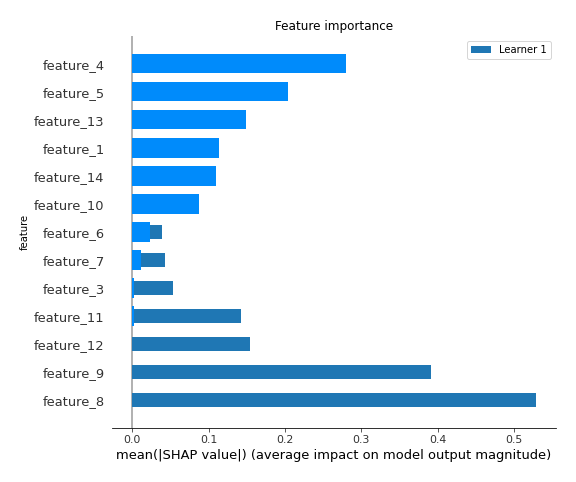 Feature importance
Learner 1
feature_4
feature_5
feature_13
feature_1
feature_14
feature_10
feature_6
feature_7
feature_3
feature_11
feature_12
feature_9
feature_8
feature
0.0 0.1 0.2 0.3 0.4 0.5
mean(|SHAP value|) (average impact on model output magnitude)